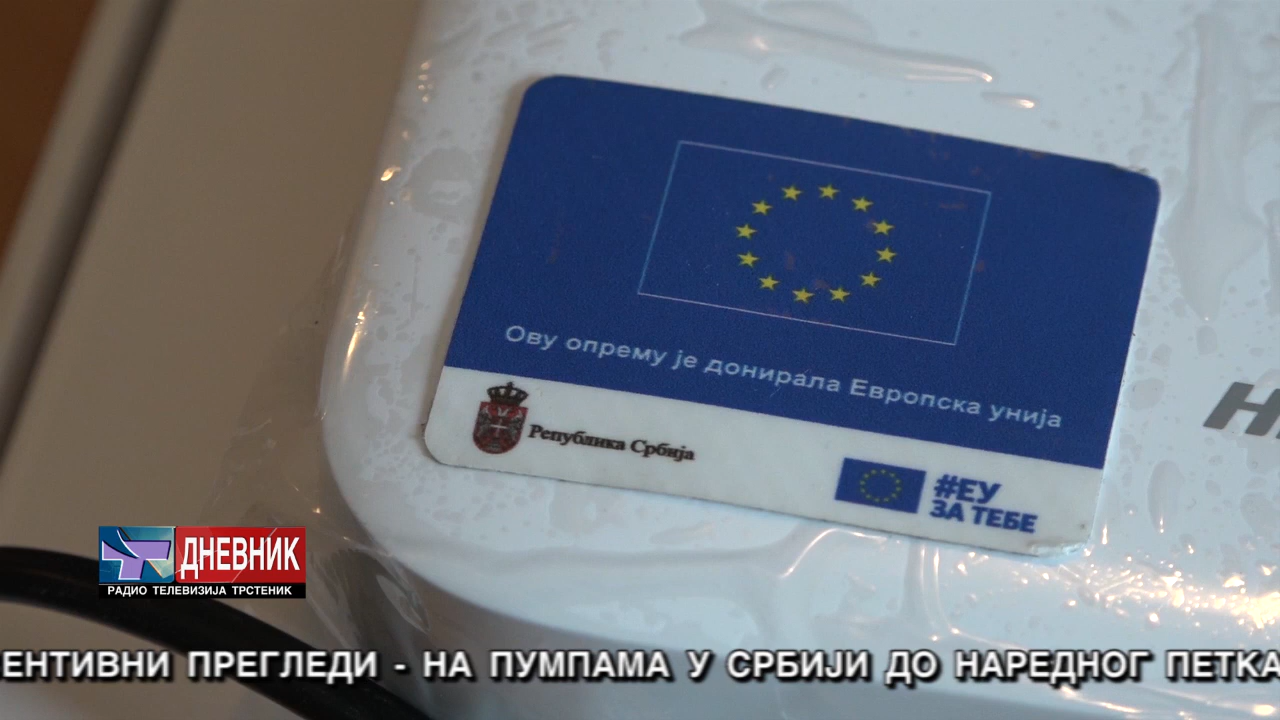 Ову опрему је донирала Европска унија
Република Србија
#ЕУ
ЗА ТЕБЕ
ДНЕВНИК
РАДИО ТЕЛЕВИЗИЈА ТРСТЕНИК
ПРЕГЛЕДИ - НА ПУМПАМА У СРБИЈИ ДО НАРЕДНОГ ПЕТКА